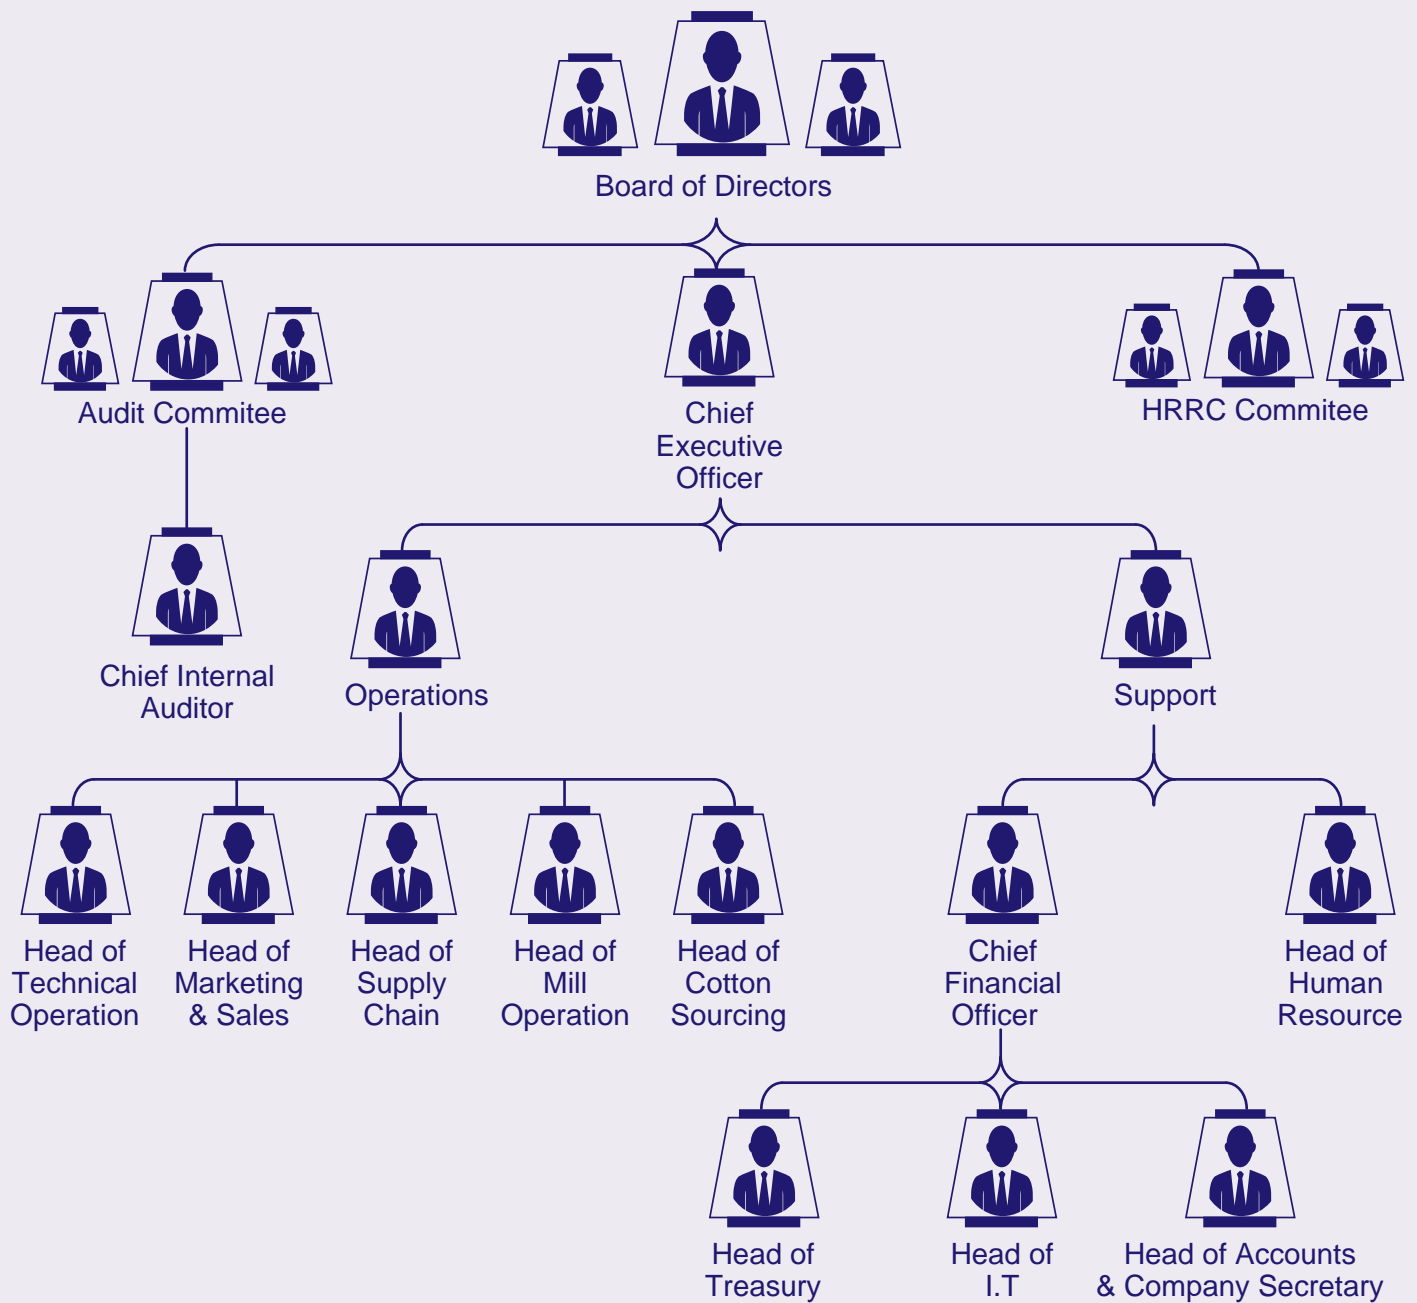 Board of Directors
Audit Commitee
Chief
Executive
Officer
HRRC Commitee
Chief Internal
Auditor
Operations
Support
Head of
Technical
Operation
Head of
Marketing
& Sales
Head of
Supply
Chain
Head of
Mill
Operation
Head of
Cotton
Sourcing
Chief
Financial
Officer
Head of
Human
Resource
Head of
Treasury
Head of
I.T
Head of Accounts
& Company Secretary